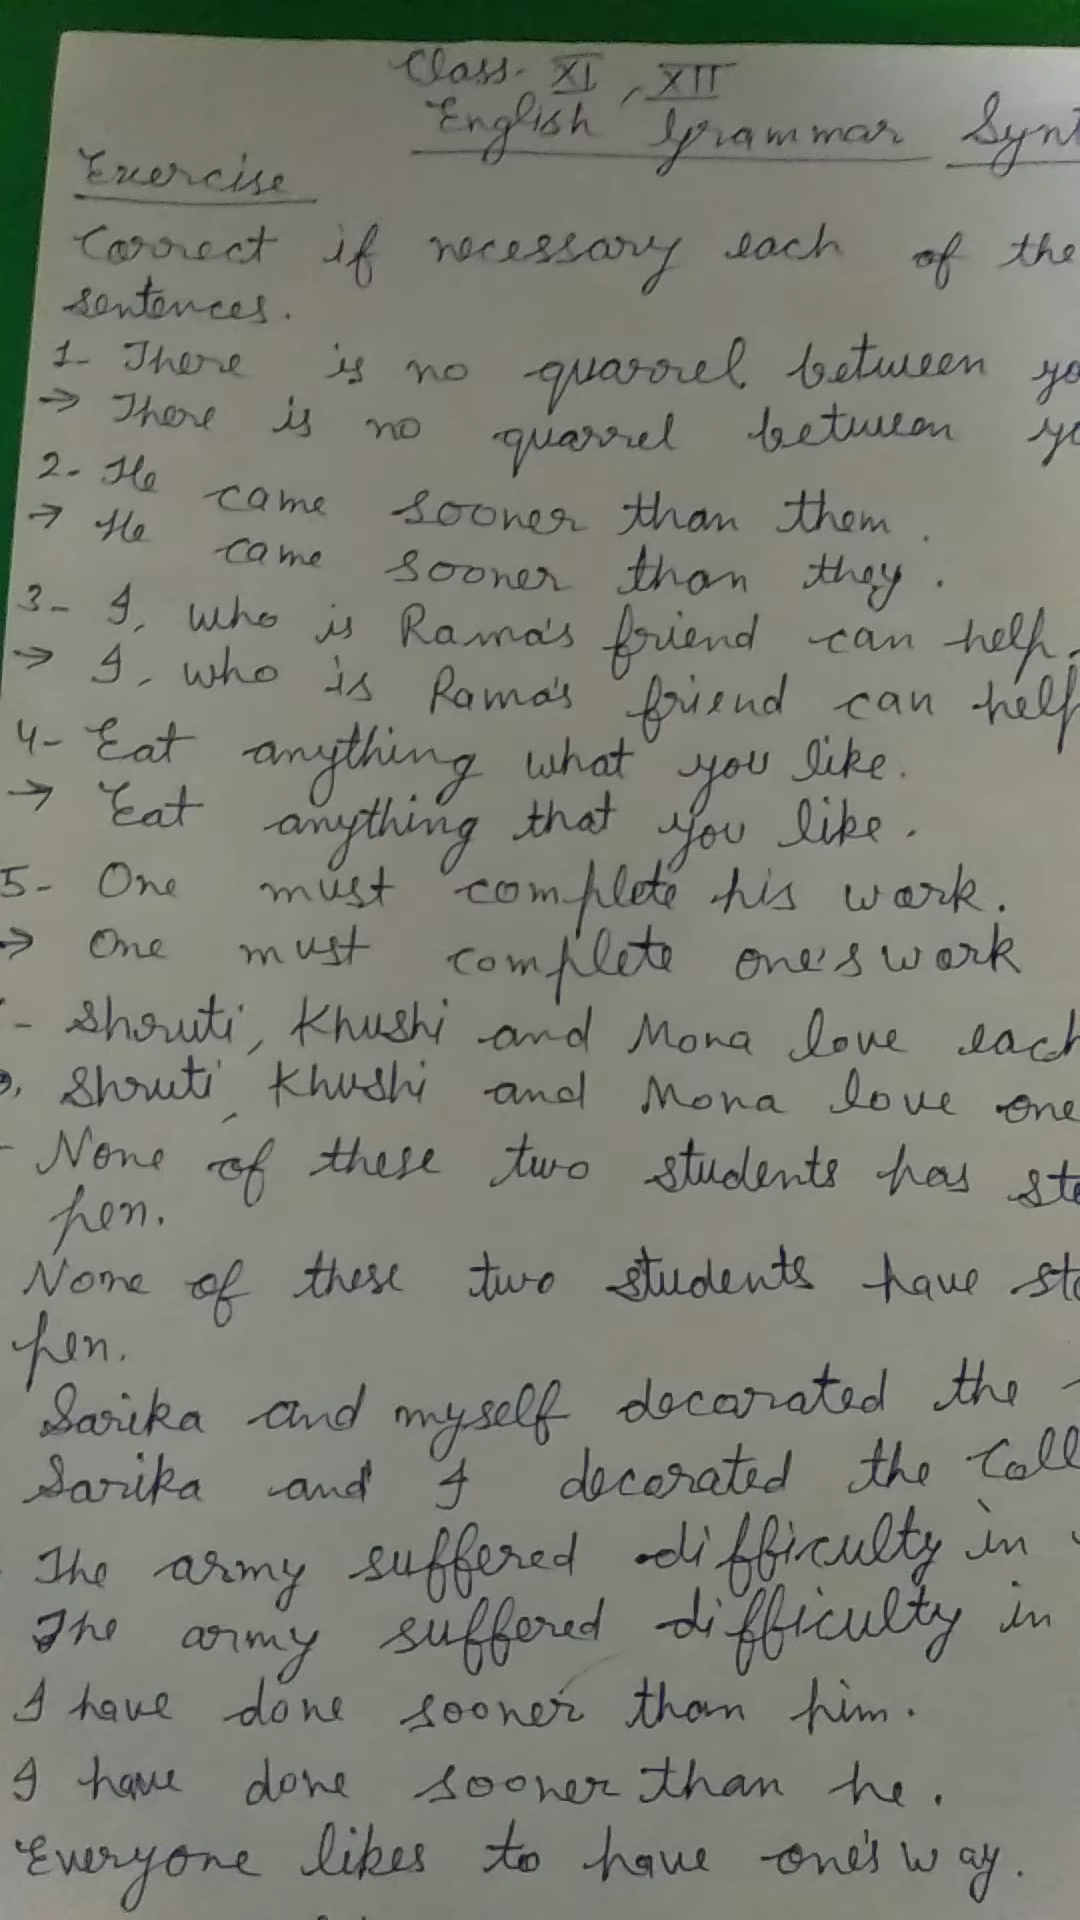 Class- XI, XII
English Grammar
Exercise
Correct if necessary each of the
sentences.
1- There is no quarrel between
→ There is no quarrel between
2- He came sooner than them.
→ He came sooner than they.
3- I, who is Rama's friend can help.
→ I, who is Rama's friend can help
4- Eat anything what you like.
→ Eat anything that you like.
5- One must complete his work.
→ One must complete one's work
- Shruti, Khushi and Mona love each
Shruti, Khushi and Mona love one
- None of these two students has
pen.
None of these two students have
pen.
Sarika and myself decorated the
Sarika and I decorated the
The army suffered difficulty in
The army suffered difficulty in
I have done sooner than him.
I have done sooner than he.
Everyone likes to have one's way.